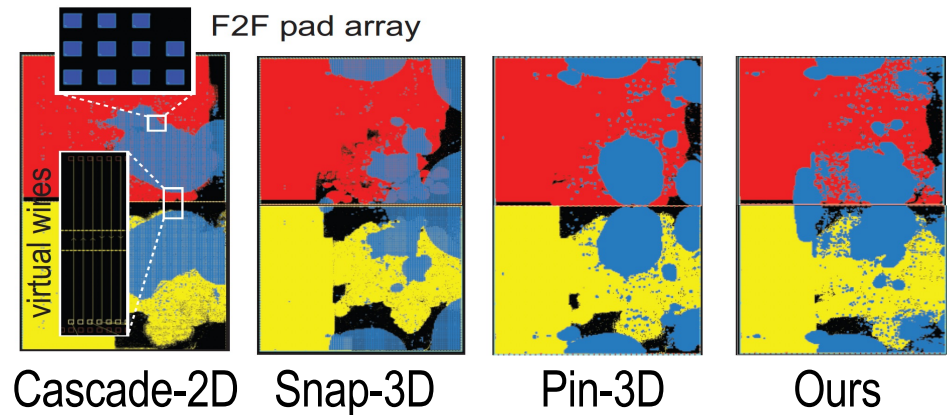 F2F pad array
virtual wires
Cascade-2D
Snap-3D
Pin-3D
Ours